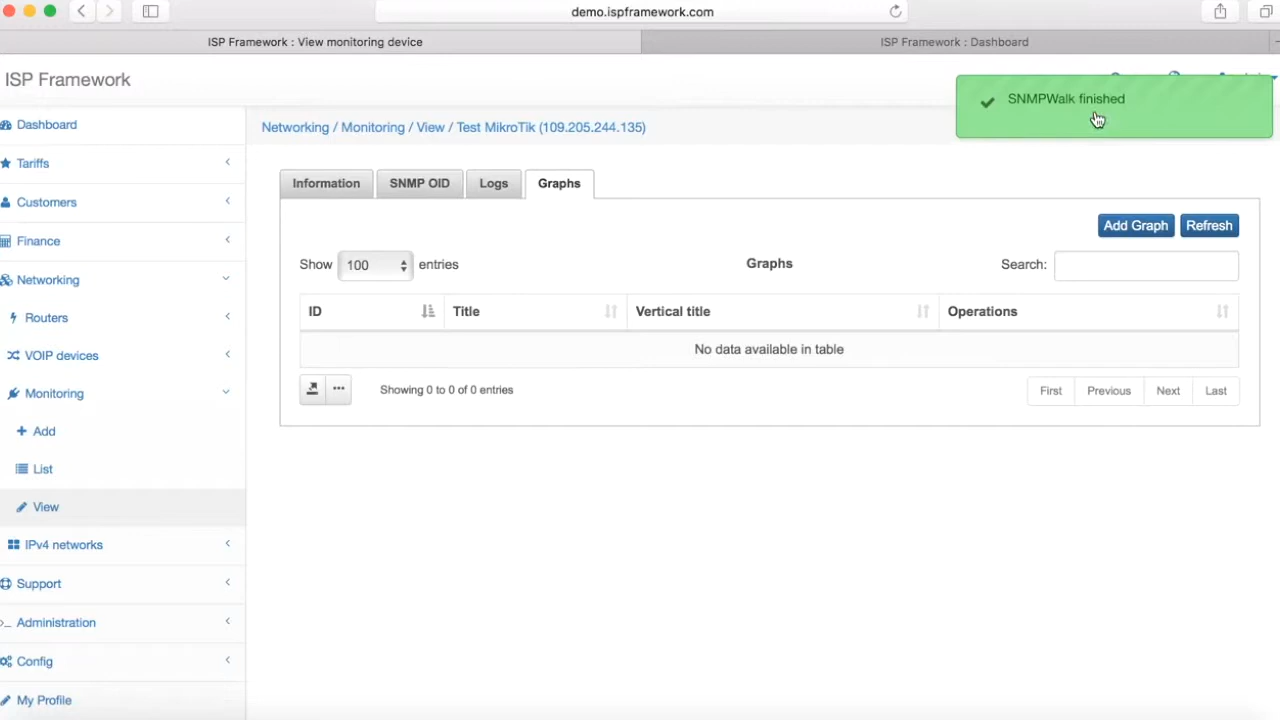 demo.ispframework.com
ISP Framework : View monitoring device
ISP Framework : Dashboard
ISP Framework
SNMPWalk finished
Dashboard
Networking / Monitoring / View / Test MikroTik (109.205.244.135)
Tariffs
Customers
Finance
Networking
Routers
VOIP devices
Monitoring
Add
List
View
IPv4 networks
Support
Administration
Config
My Profile
Information
SNMP OID
Logs
Graphs
Add Graph
Refresh
Show 100 entries
Graphs
Search:
ID
Title
Vertical title
Operations
No data available in table
Showing 0 to 0 of 0 entries
First
Previous
Next
Last